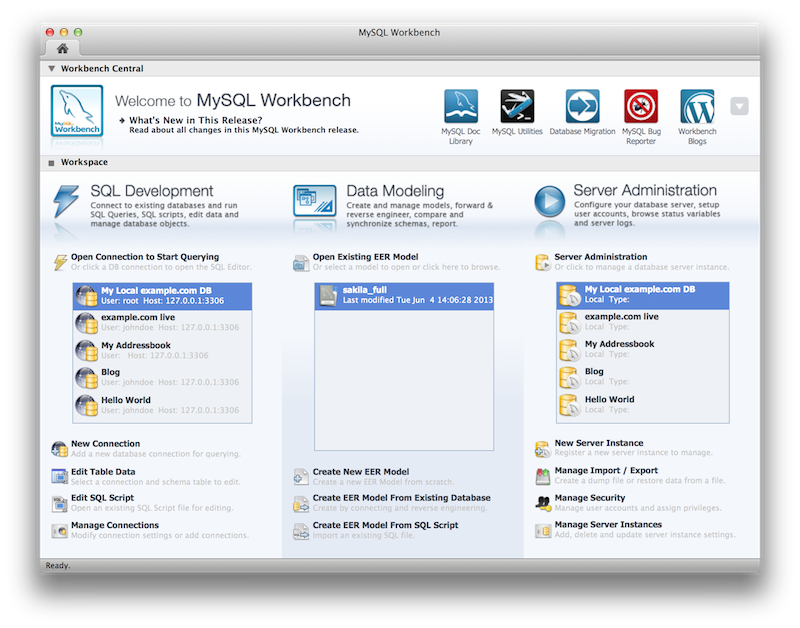 MySQL Workbench
Workbench Central
MySQL
Workbench
Welcome to MySQL Workbench
What's New in This Release?
Read about all changes in this MySQL Workbench release.
MySQL Doc
Library
MySQL Utilities
Database Migration
MySQL Bug
Reporter
Workbench
Blogs
Workspace
SQL Development
Connect to existing databases and run
SQL Queries, SQL scripts, edit data and
manage database objects.
Open Connection to Start Querying
Or click a DB connection to open the SQL Editor.
My Local example.com DB
User: root Host: 127.0.0.1:3306
example.com live
User: johndoe Host: 127.0.0.1:3306
My Addressbook
User: Host: 127.0.0.1:3306
Blog
User: johndoe Host: 127.0.0.1:3306
Hello World
User: johndoe Host: 127.0.0.1:3306
New Connection
Add a new database connection for querying.
Edit Table Data
Select a connection and schema table to edit.
Edit SQL Script
Open an existing SQL Script file for editing.
Manage Connections
Modify connection settings or add connections.
Data Modeling
Create and manage models, forward &
reverse engineer, compare and
synchronize schemas, report.
Open Existing EER Model
Or select a model to open or click here to browse.
sakila_full
Last modified Tue Jun 4 14:06:28 2013
Create New EER Model
Create a new EER Model from scratch.
Create EER Model From Existing Database
Create by connecting and reverse engineering.
Create EER Model From SQL Script
Import an existing SQL file.
Server Administration
Configure your database server, setup
user accounts, browse status variables
and server logs.
Server Administration
Or click to manage a database server instance.
My Local example.com DB
Local Type:
example.com live
Local Type:
My Addressbook
Local Type:
Blog
Local Type:
Hello World
Local Type:
New Server Instance
Register a new server instance to manage.
Manage Import / Export
Create a dump file or restore data from a file.
Manage Security
Manage user accounts and assign privileges.
Manage Server Instances
Add, delete and update server instance settings.
Ready.